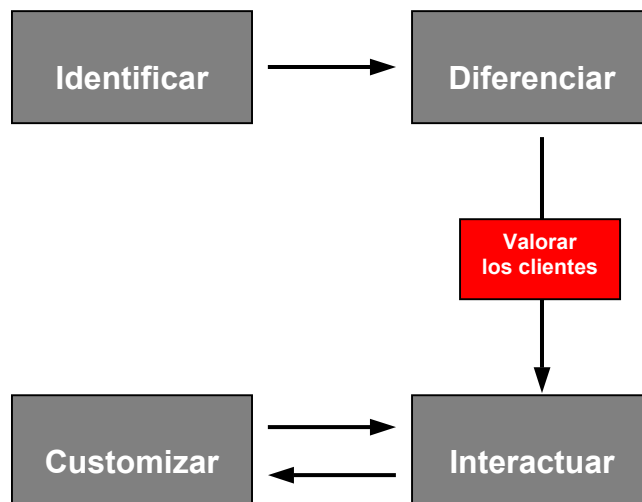 Identificar
Diferenciar
Valorar
los clientes
Customizar
Interactuar